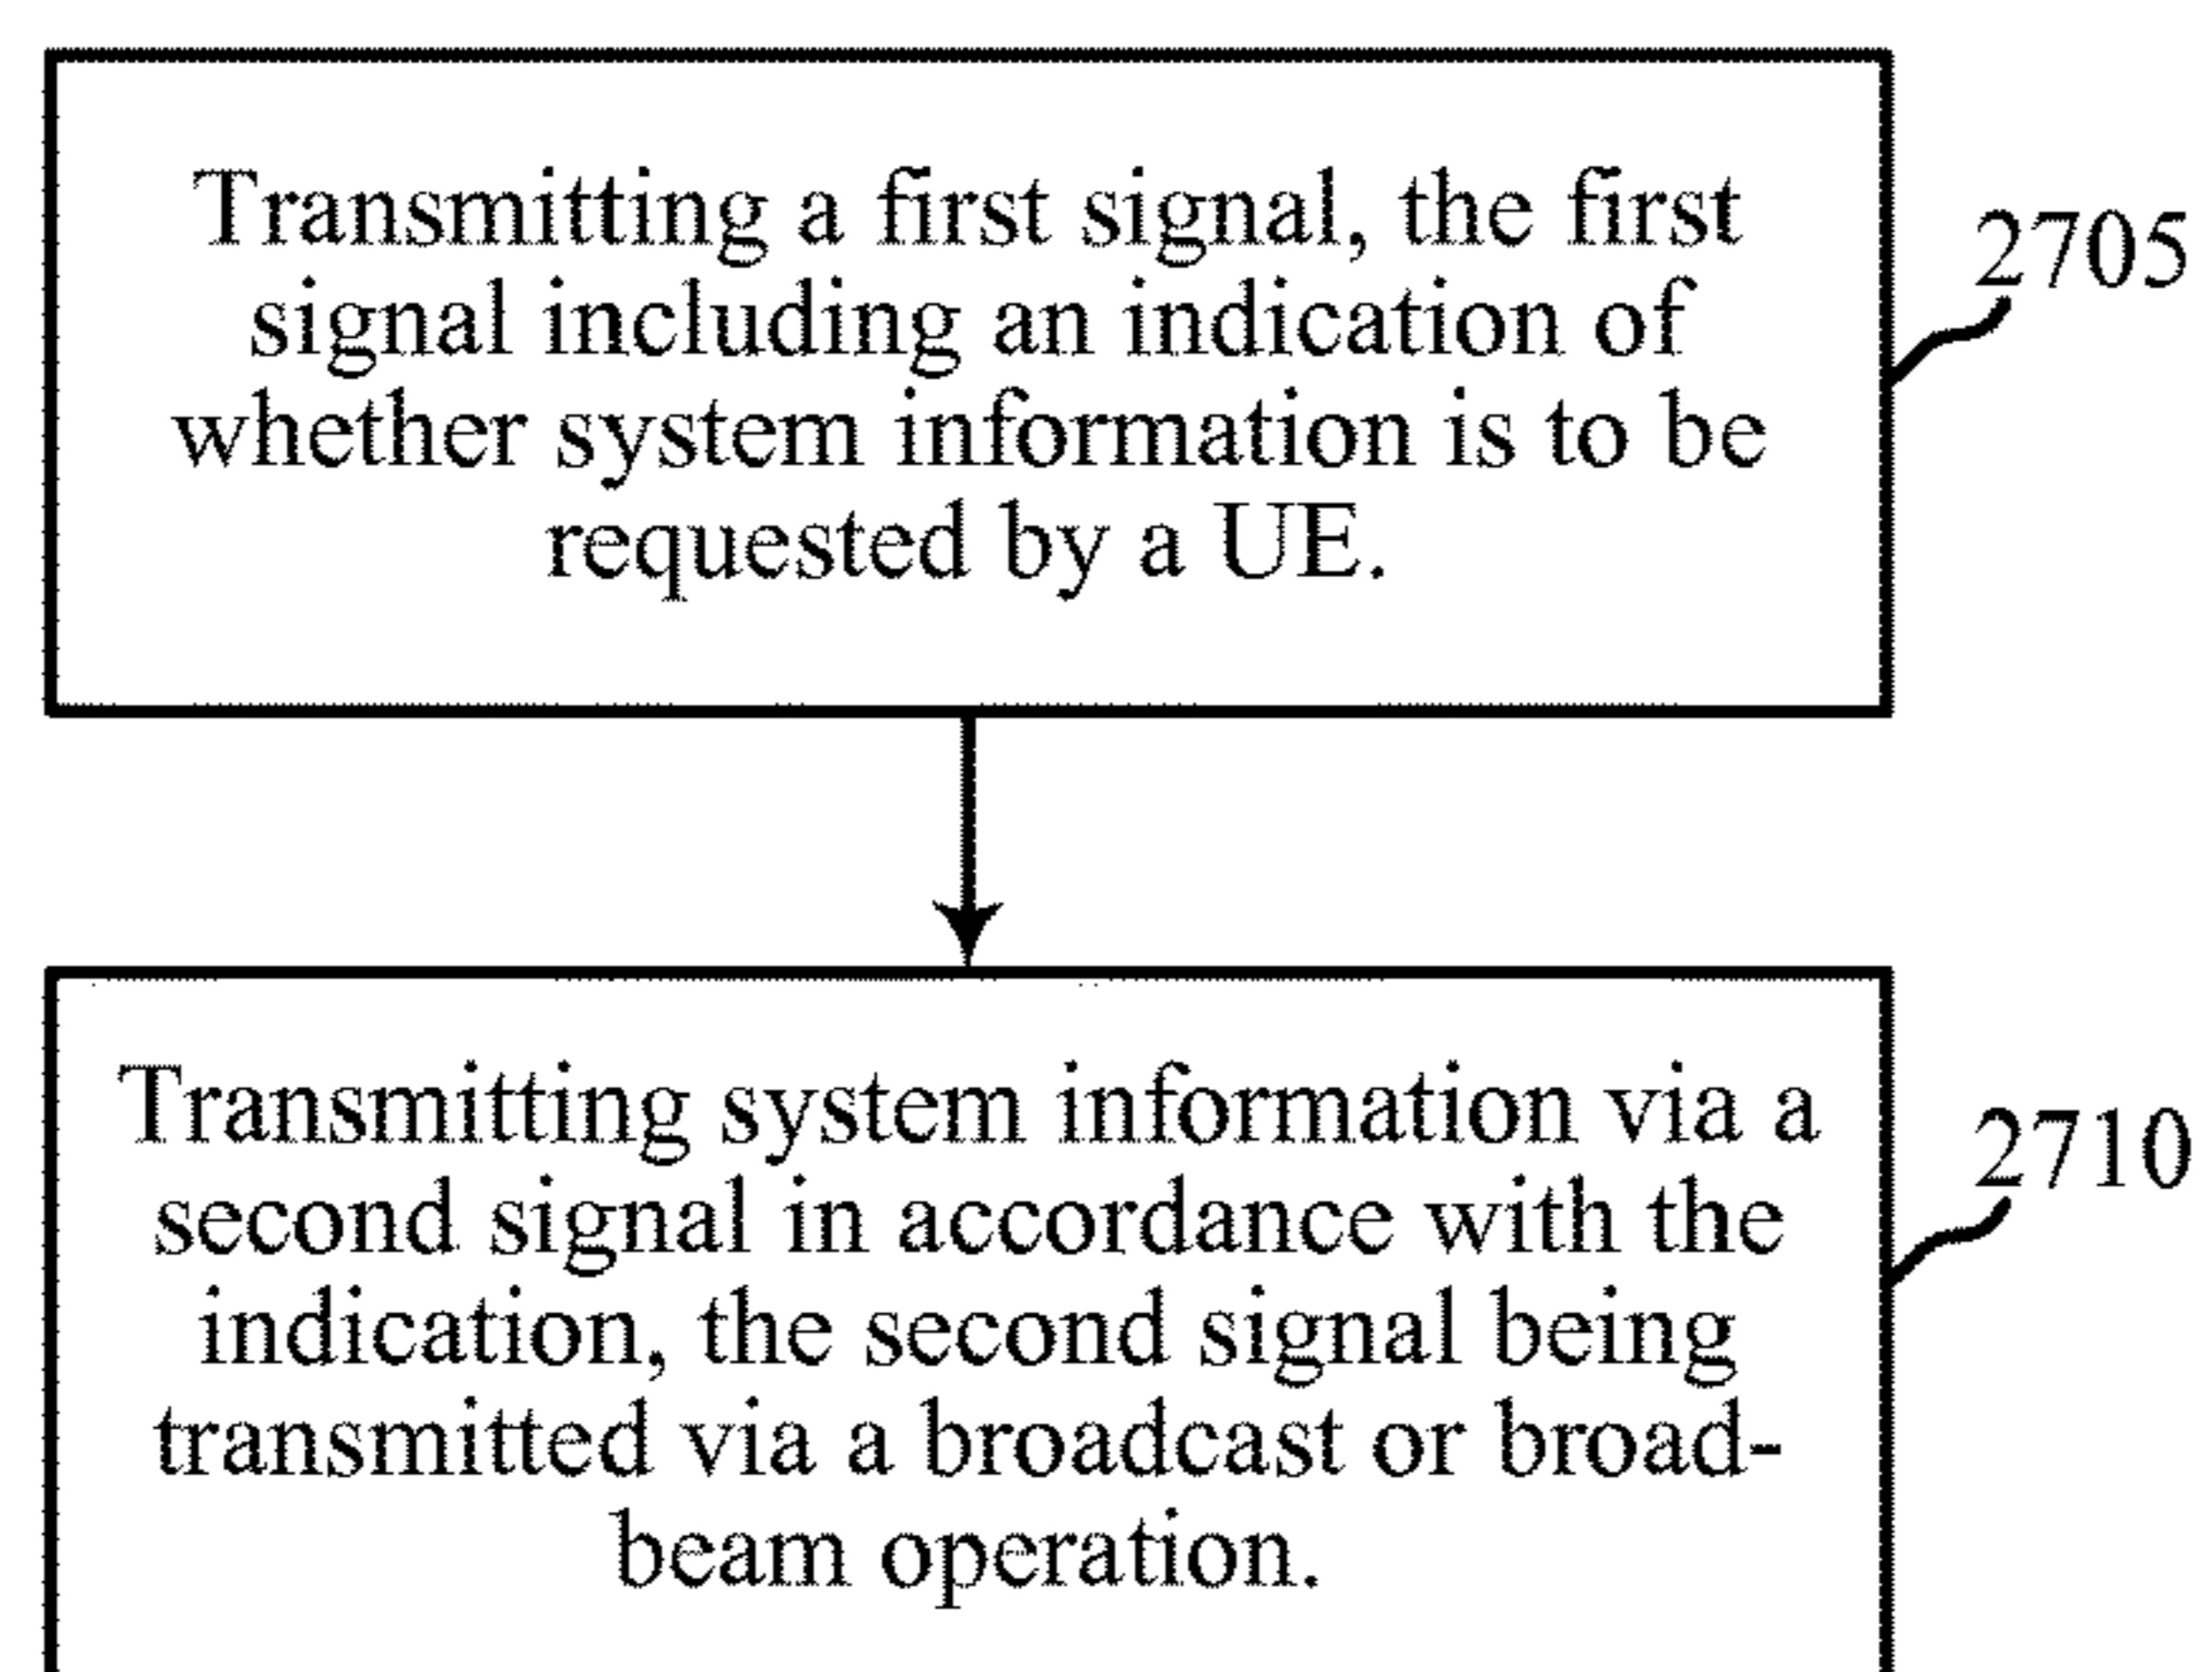 Transmitting a first signal, the first
signal including an indication of
whether system information is to be
requested by a UE.
2705
Transmitting system information via a
second signal in accordance with the
indication, the second signal being
transmitted via a broadcast or broad-
beam operation.
2710